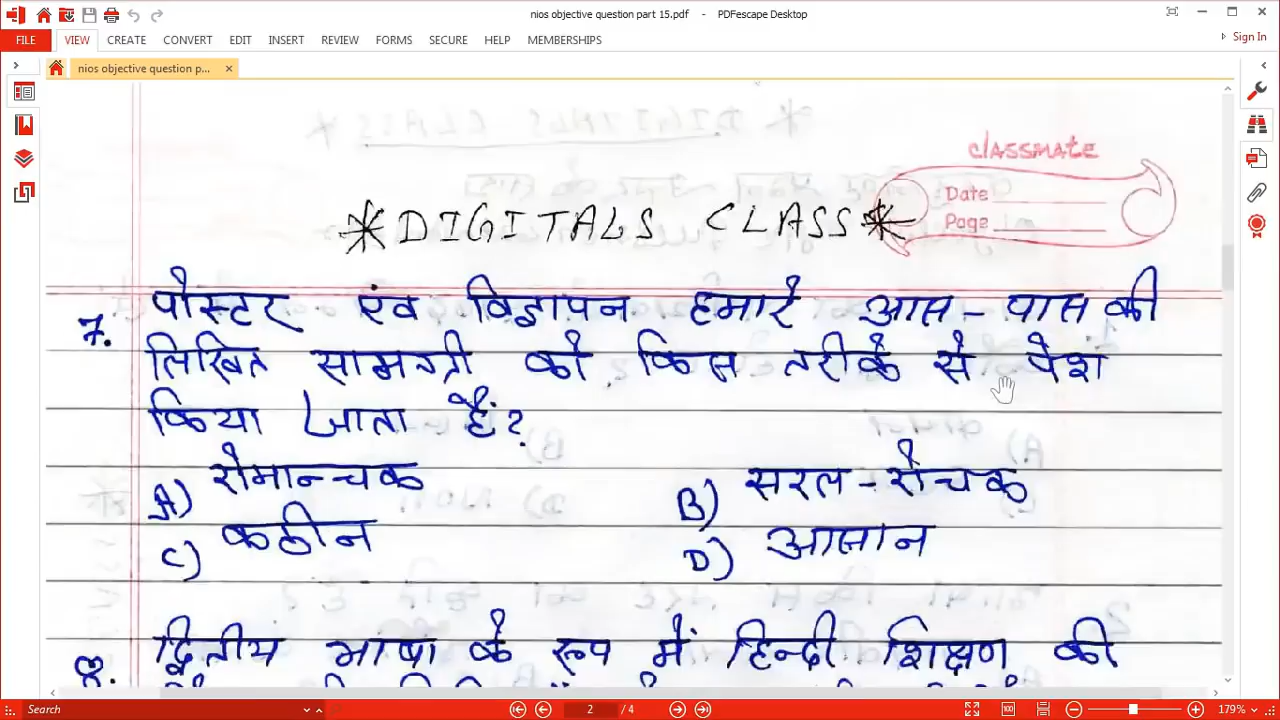 nios objective question part 15.pdf - PDFescape Desktop
FILE VIEW CREATE CONVERT EDIT INSERT REVIEW FORMS SECURE HELP MEMBERSHIPS
Sign In
nios objective question p...
classmate
Date
Page
*DIGITALS CLASS*
7. पोस्टर एंव विज्ञापन हमारे आस-पास की
लिखित सामग्री को किस तरीके से पेश
किया जाता हैं?
A) रोमान्चक
B) सरल-रोचक
C) कठीन
D) आसान
8. द्वितीय भाषा के रूप में हिन्दी शिक्षण की
Search
2 / 4
179%